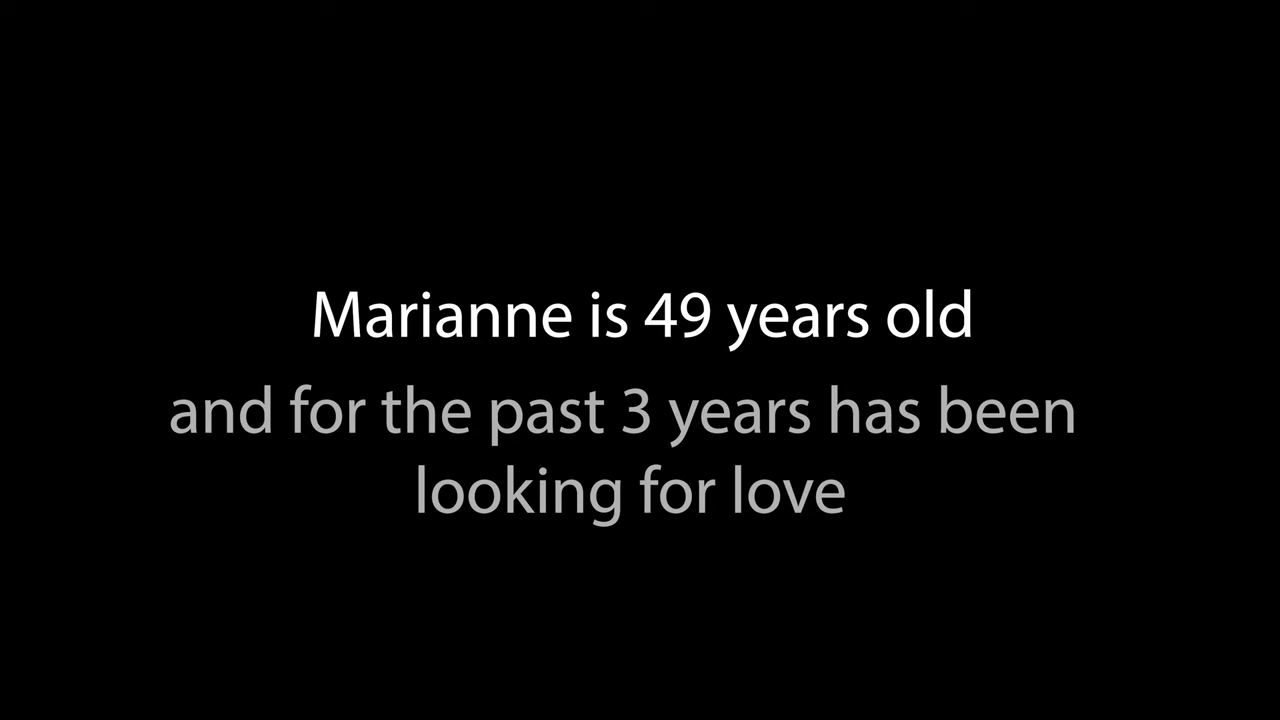 Marianne is 49 years old
and for the past 3 years has been
looking for love